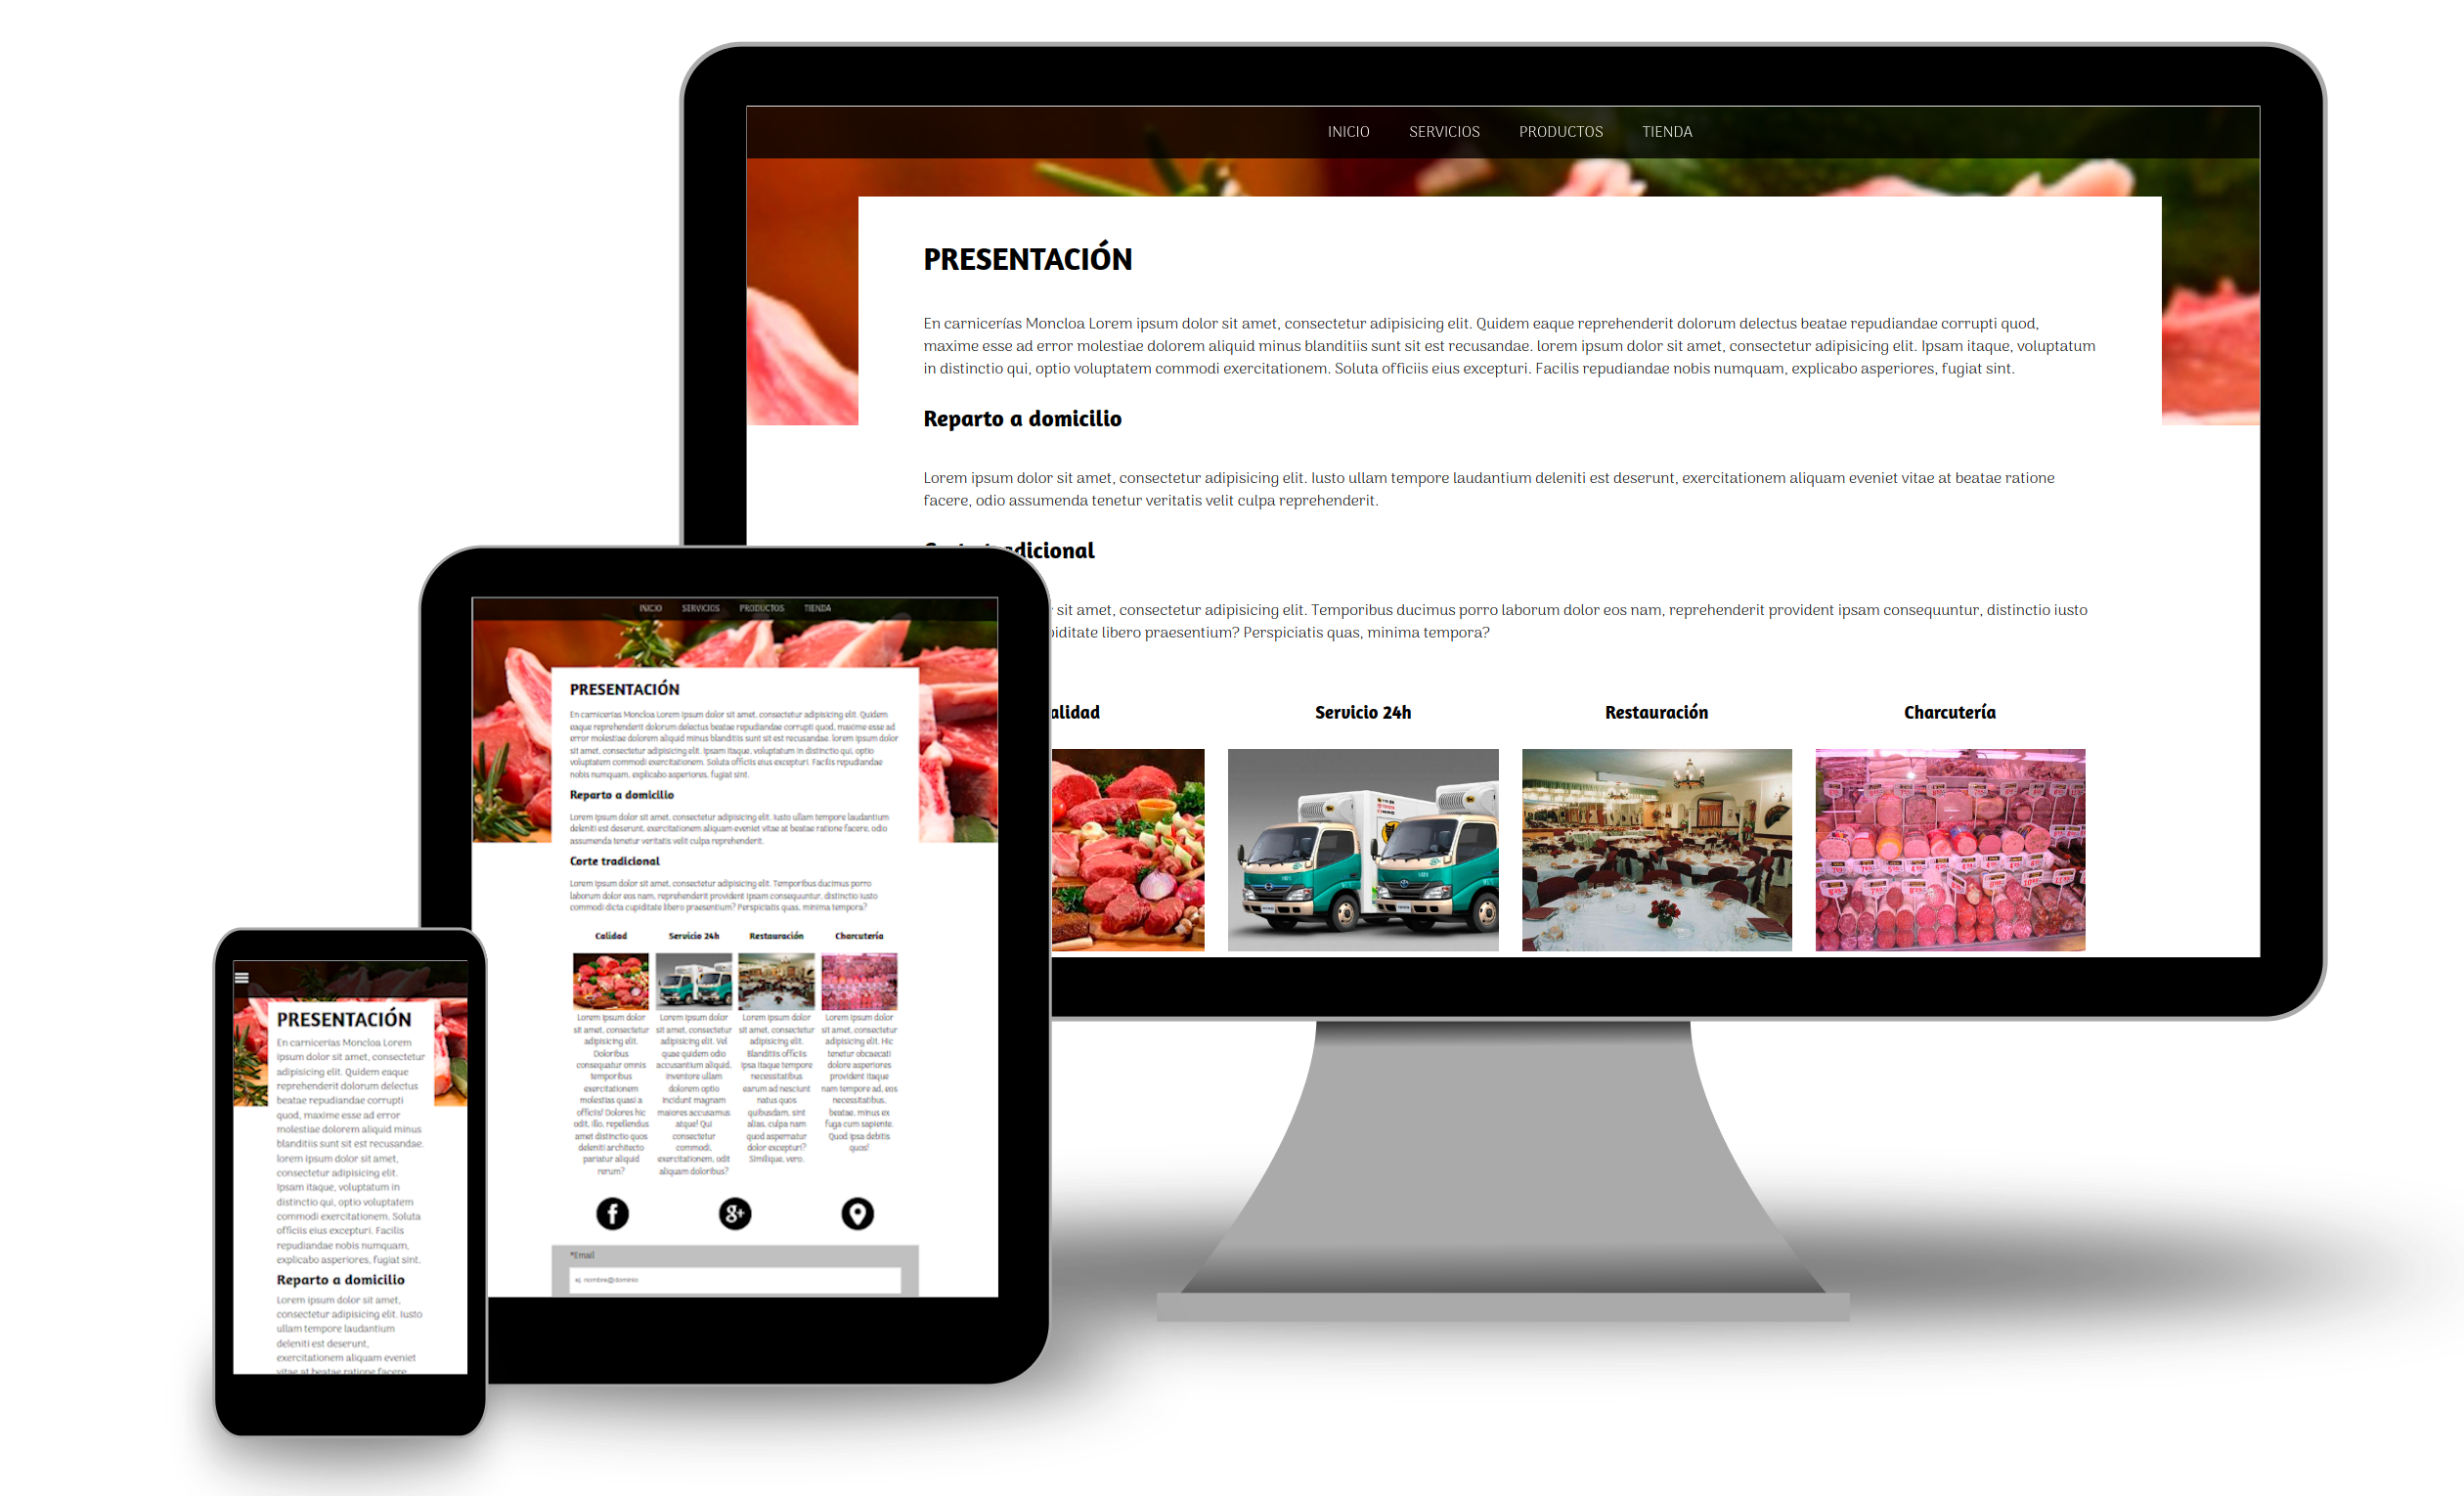 INICIO SERVICIOS PRODUCTOS TIENDA
PRESENTACIÓN
En carnicerías Moncloa Lorem ipsum dolor sit amet, consectetur adipisicing elit. Quidem eaque reprehenderit dolorum delectus beatae repudiandae corrupti quod,
maxime esse ad error molestiae dolorem aliquid minus blanditiis sunt sit est recusandae. lorem ipsum dolor sit amet, consectetur adipisicing elit. Ipsam itaque, voluptatum
in distinctio qui, optio voluptatem commodi exercitationem. Soluta officiis eius excepturi. Facilis repudiandae nobis numquam, explicabo asperiores, fugiat sint.
Reparto a domicilio
Lorem ipsum dolor sit amet, consectetur adipisicing elit. Iusto ullam tempore laudantium deleniti est deserunt, exercitationem aliquam eveniet vitae at beatae ratione
facere, odio assumenda tenetur veritatis velit culpa reprehenderit.
dicional
sit amet, consectetur adipisicing elit. Temporibus ducimus porro laborum dolor eos nam, reprehenderit provident ipsam consequuntur, distinctio iusto
piditate libero praesentium? Perspiciatis quas, minima tempora?
alidad Servicio 24h Restauración Charcutería
INICIO SERVICIOS PRODUCTOS TIENDA
PRESENTACIÓN
En carnicerías Moncloa Lorem ipsum dolor sit amet, consectetur adipisicing elit. Quidem
eaque reprehenderit dolorum delectus beatae repudiandae corrupti quod, maxime esse ad
error molestiae dolorem aliquid minus blanditiis sunt sit est recusandae. lorem ipsum dolor
sit amet, consectetur adipisicing elit. Ipsam itaque, voluptatum in distinctio qui, optio
voluptatem commodi exercitationem. Soluta officiis eius excepturi. Facilis repudiandae
nobis numquam, explicabo asperiores, fugiat sint.
Reparto a domicilio
Lorem ipsum dolor sit amet, consectetur adipisicing elit. Iusto ullam tempore laudantium
deleniti est deserunt, exercitationem aliquam eveniet vitae at beatae ratione facere, odio
assumenda tenetur veritatis velit culpa reprehenderit.
Corte tradicional
Lorem ipsum dolor sit amet, consectetur adipisicing elit. Temporibus ducimus porro
laborum dolor eos nam, reprehenderit provident ipsam consequuntur, distinctio iusto
commodi dicta cupiditate libero praesentium? Perspiciatis quas, minima tempora?
Calidad Servicio 24h Restauración Charcutería
Lorem ipsum dolor
sit amet, consectetur
adipisicing elit.
Doloribus
consequatur omnis
temporibus
exercitationem
molestias quasi a
officiis! Dolores hic
odit, illo, repellendus
amet distinctio quos
deleniti architecto
pariatur aliquid
rerum?
Lorem ipsum dolor
sit amet, consectetur
adipisicing elit. Vel
quae quidem odio
accusantium aliquid,
inventore ullam
dolorem optio
incidunt magnam
maiores accusamus
atque! Qui
consectetur
commodi,
exercitationem, odit
aliquam doloribus?
Lorem ipsum dolor
sit amet, consectetur
adipisicing elit.
Blanditiis officiis
ipsa itaque tempore
necessitatibus
earum ad nesciunt
natus quos
quibusdam, sint
alias, culpa nam
quod aspernatur
dolor excepturi?
Similique, vero.
Lorem ipsum dolor
sit amet, consectetur
adipisicing elit. Hic
tenetur obcaecati
dolore asperiores
provident itaque
nam tempore ad, eos
necessitatibus,
beatae, minus ex
fuga cum sapiente.
Quod ipsa debitis
quos!
f g+
*Email
ej. nombre@dominio
PRESENTACIÓN
En carnicerías Moncloa Lorem
ipsum dolor sit amet, consectetur
adipisicing elit. Quidem eaque
reprehenderit dolorum delectus
beatae repudiandae corrupti
quod, maxime esse ad error
molestiae dolorem aliquid minus
blanditiis sunt sit est recusandae.
lorem ipsum dolor sit amet,
consectetur adipisicing elit.
Ipsam itaque, voluptatum in
distinctio qui, optio voluptatem
commodi exercitationem. Soluta
officiis eius excepturi. Facilis
repudiandae nobis numquam,
explicabo asperiores, fugiat sint.
Reparto a domicilio
Lorem ipsum dolor sit amet,
consectetur adipisicing elit. Iusto
ullam tempore laudantium
deleniti est deserunt,
exercitationem aliquam eveniet
vitae at beatae ratione facere,